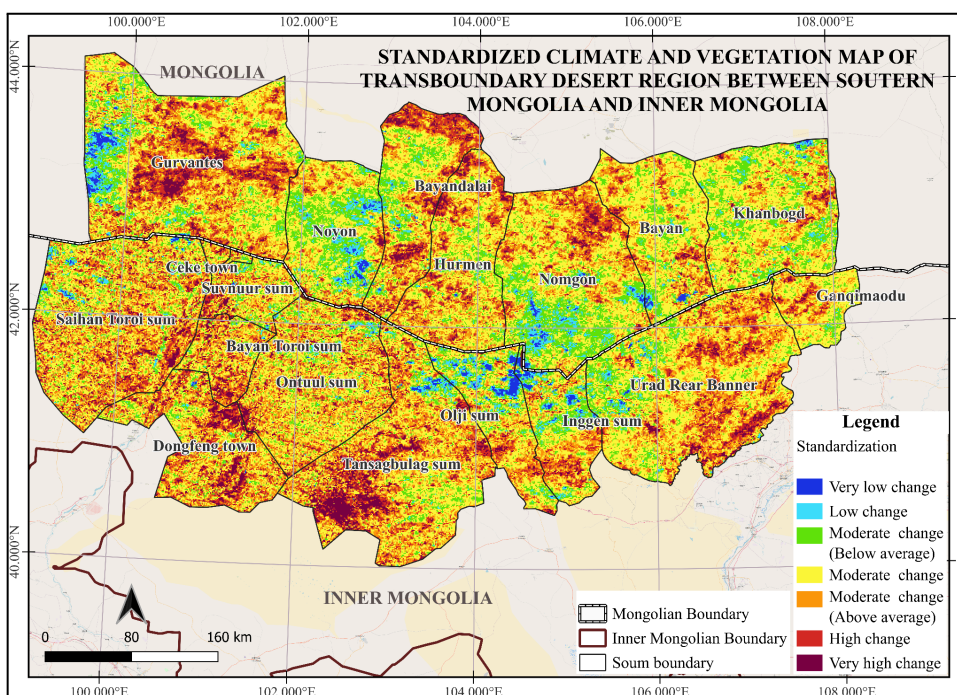 100.000°E 102.000°E 104.000°E 106.000°E 108.000°E
44.000°N
42.000°N
40.000°N
STANDARDIZED CLIMATE AND VEGETATION MAP OF
TRANSBOUNDARY DESERT REGION BETWEEN SOUTERN
MONGOLIA AND INNER MONGOLIA
MONGOLIA
Gurvantes
Bayandalai
Noyon
Khanbogd
Bayan
Hurmen
Nomgon
Ceke town
Suvnuur sum
Ganqimaodu
Saihan Toroi sum
Bayan Toroi sum
Ontuul sum
Urad Rear Banner
Olji sum
Inggen sum
Dongfeng town
Tansagbulag sum
INNER MONGOLIA
Legend
Standardization
Very low change
Low change
Moderate change
(Below average)
Moderate change
Moderate change
(Above average)
High change
Very high change
Mongolian Boundary
Inner Mongolian Boundary
Soum boundary
0 80 160 km
100.000°E 102.000°E 104.000°E 106.000°E 108.000°E